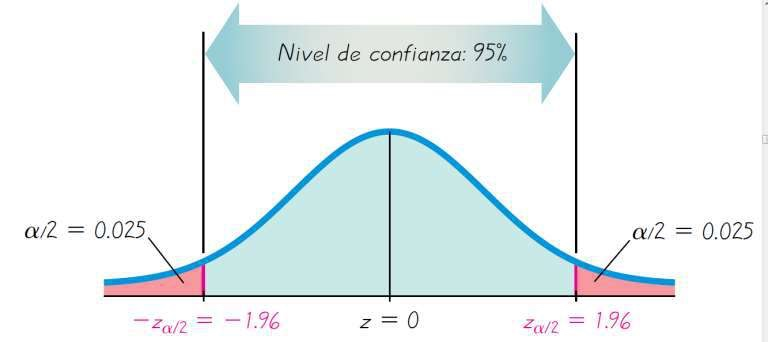 Nivel de confianza: 95%
α/2 = 0.025
α/2 = 0.025
−zα/2 = −1.96
z = 0
zα/2 = 1.96